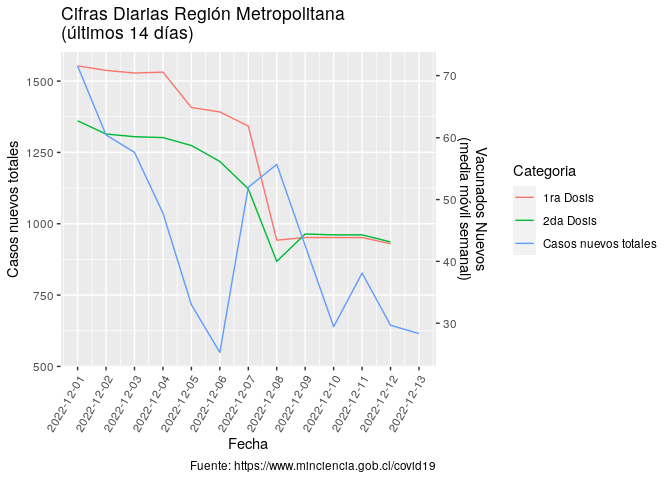 Cifras Diarias Región Metropolitana
(últimos 14 días)
Casos nuevos totales
1500
1250
1000
750
500
70
60
50
40
30
Vacunados Nuevos
(media móvil semanal)
2022-12-01
2022-12-02
2022-12-03
2022-12-04
2022-12-05
2022-12-06
2022-12-07
2022-12-08
2022-12-09
2022-12-10
2022-12-11
2022-12-12
2022-12-13
Fecha
Categoria
1ra Dosis
2da Dosis
Casos nuevos totales
Fuente: https://www.minciencia.gob.cl/covid19